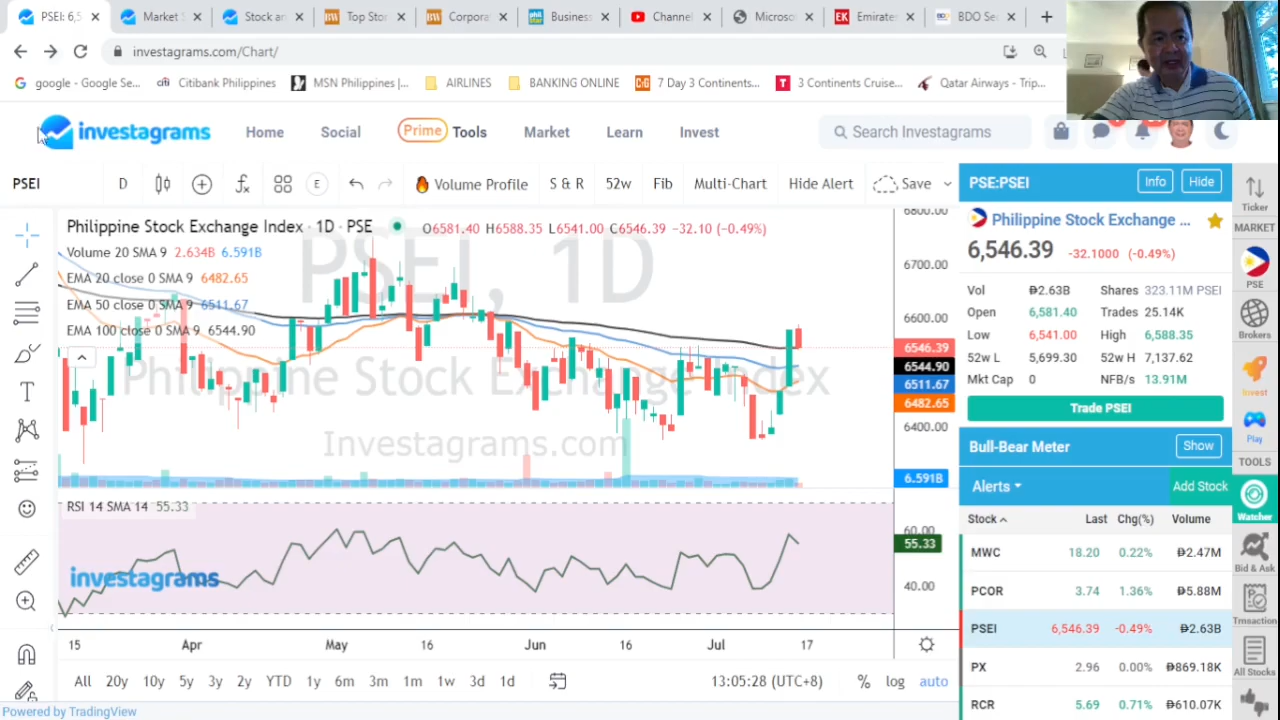 PSEI: 6,5
Market
Stock an
Top Stor
Corpora
Business
Channel
Microso
Emirate
BDO Se
investagrams.com/Chart/
google - Google Se...
Citibank Philippines
MSN Philippines |...
AIRLINES
BANKING ONLINE
7 Day 3 Continents...
3 Continents Cruise...
Qatar Airways - Trip...
investagrams
Home
Social
Prime Tools
Market
Learn
Invest
Search Investagrams
PSEI
D
E
Volume Profile
S & R
52w
Fib
Multi-Chart
Hide Alert
Save
Philippine Stock Exchange Index · 1D · PSE
O6581.40 H6588.35 L6541.00 C6546.39 -32.10 (-0.49%)
Volume 20 SMA 9 2.634B 6.591B
EMA 20 close 0 SMA 9 6482.65
EMA 50 close 0 SMA 9 6511.67
EMA 100 close 0 SMA 9 6544.90
PSEI, 1D
Philippine Stock Exchange Index
Investagrams.com
6800.00
6700.00
6600.00
6546.39
6544.90
6511.67
6482.65
6400.00
6.591B
RSI 14 SMA 14 55.33
investagrams
60.00
55.33
40.00
15
Apr
May
16
Jun
16
Jul
17
All
20y
10y
5y
3y
2y
YTD
1y
6m
3m
1m
1w
3d
1d
13:05:28 (UTC+8)
%
log
auto
Powered by TradingView
PSE:PSEI
Info
Hide
Philippine Stock Exchange ...
6,546.39 -32.1000 (-0.49%)
Vol ₱2.63B Shares 323.11M PSEI
Open 6,581.40 Trades 25.14K
Low 6,541.00 High 6,588.35
52w L 5,699.30 52w H 7,137.62
Mkt Cap 0 NFB/s 13.91M
Trade PSEI
Bull-Bear Meter
Show
Alerts
Add Stock
Stock Last Chg(%) Volume
MWC 18.20 0.22% ₱2.47M
PCOR 3.74 1.36% ₱5.88M
PSEI 6,546.39 -0.49% ₱2.63B
PX 2.96 0.00% ₱869.18K
RCR 5.69 0.71% ₱610.07K
Ticker
MARKET
PSE
Brokers
Invest
Play
TOOLS
Watcher
Bid & Ask
Trnsaction
All Stocks